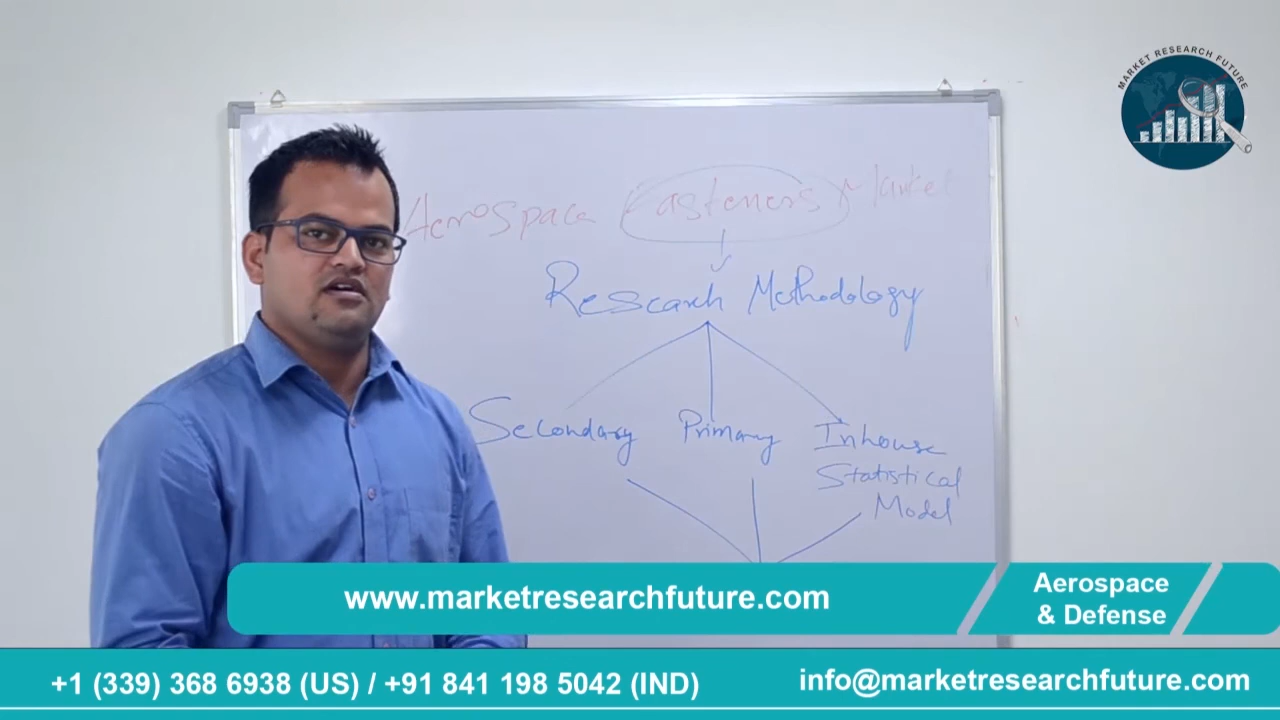 MARKET RESEARCH FUTURE
Aerospace Fasteners Market
Research Methodology
Secondary Primary Inhouse
Statistical
Model
www.marketresearchfuture.com
Aerospace
& Defense
+1 (339) 368 6938 (US) / +91 841 198 5042 (IND)
info@marketresearchfuture.com